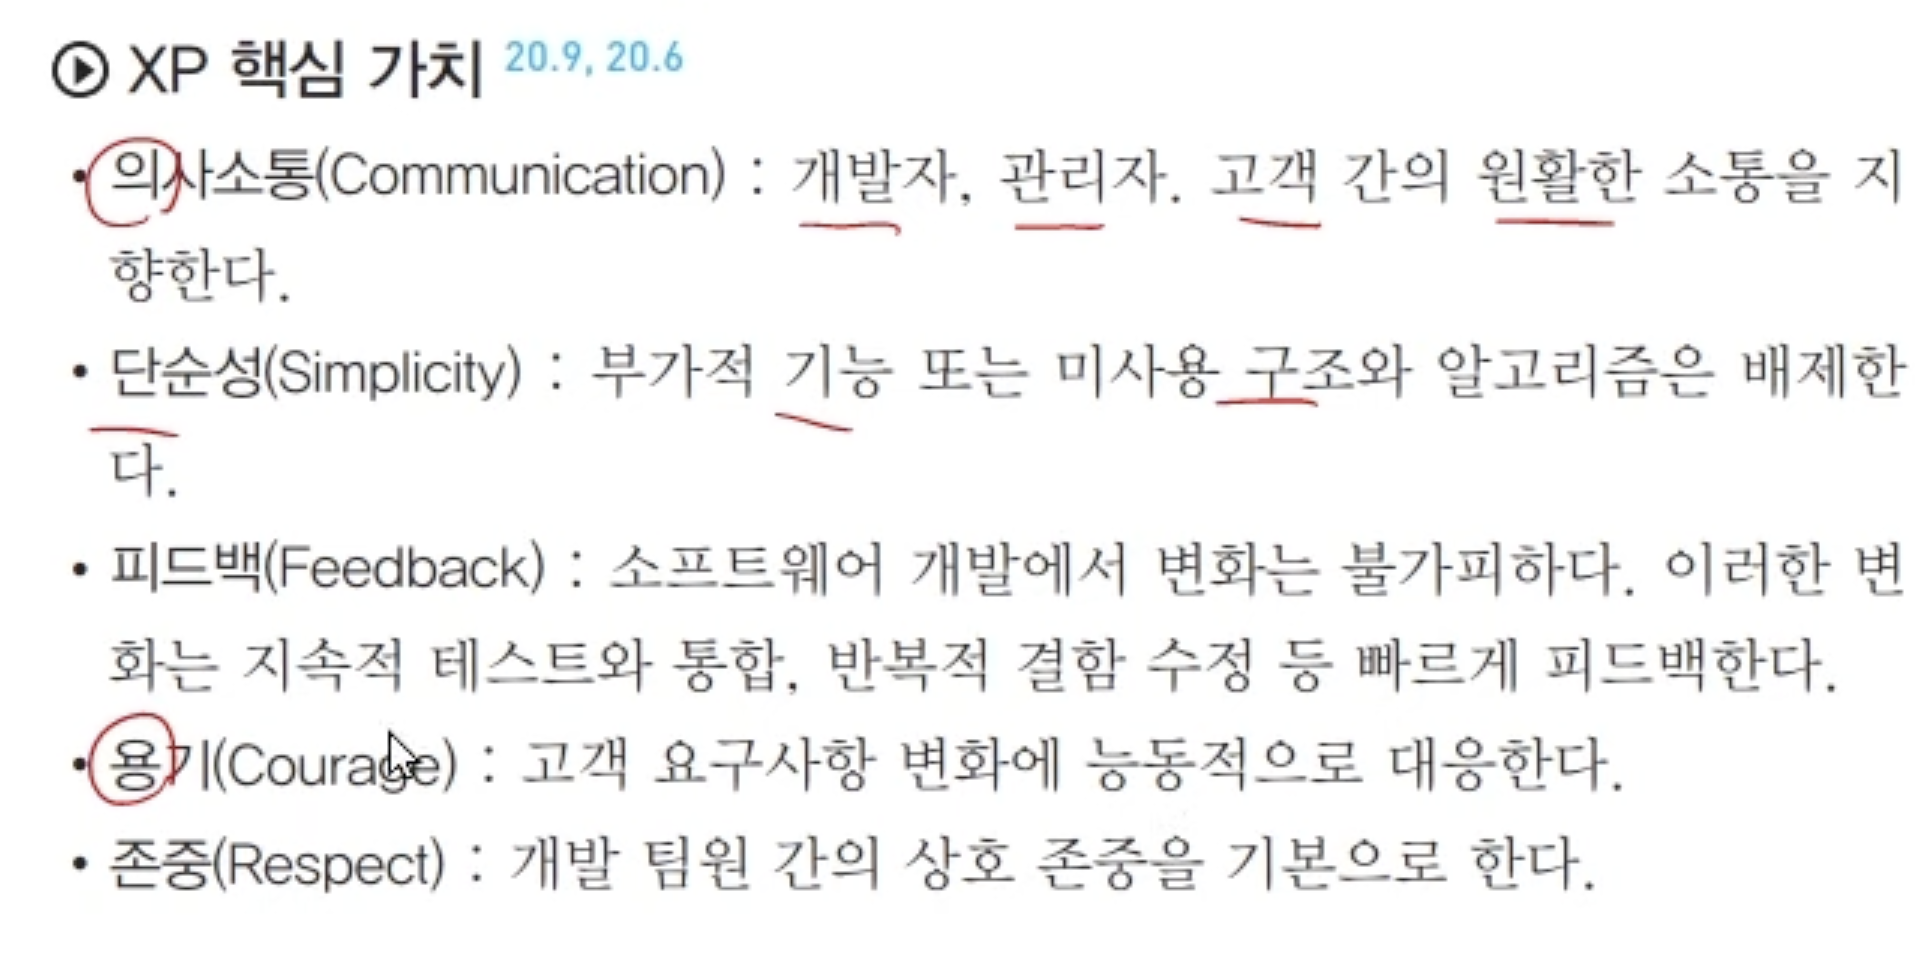 XP 핵심 가치 20.9, 20.6
• 의사소통(Communication) : 개발자, 관리자, 고객 간의 원활한 소통을 지
향한다.
• 단순성(Simplicity) : 부가적 기능 또는 미사용 구조와 알고리즘은 배제한
다.
• 피드백(Feedback) : 소프트웨어 개발에서 변화는 불가피하다. 이러한 변
화는 지속적 테스트와 통합, 반복적 결함 수정 등 빠르게 피드백한다.
• 용기(Courage) : 고객 요구사항 변화에 능동적으로 대응한다.
• 존중(Respect) : 개발 팀원 간의 상호 존중을 기본으로 한다.